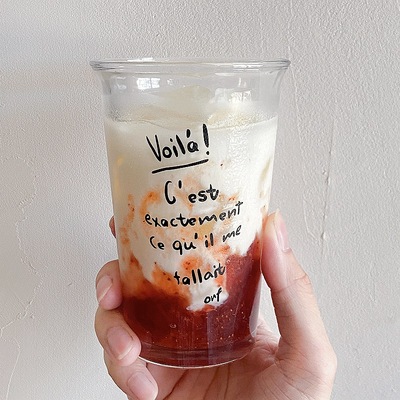 Voilà!
C'est
exactement
ce qu'il me
fallait
ouf